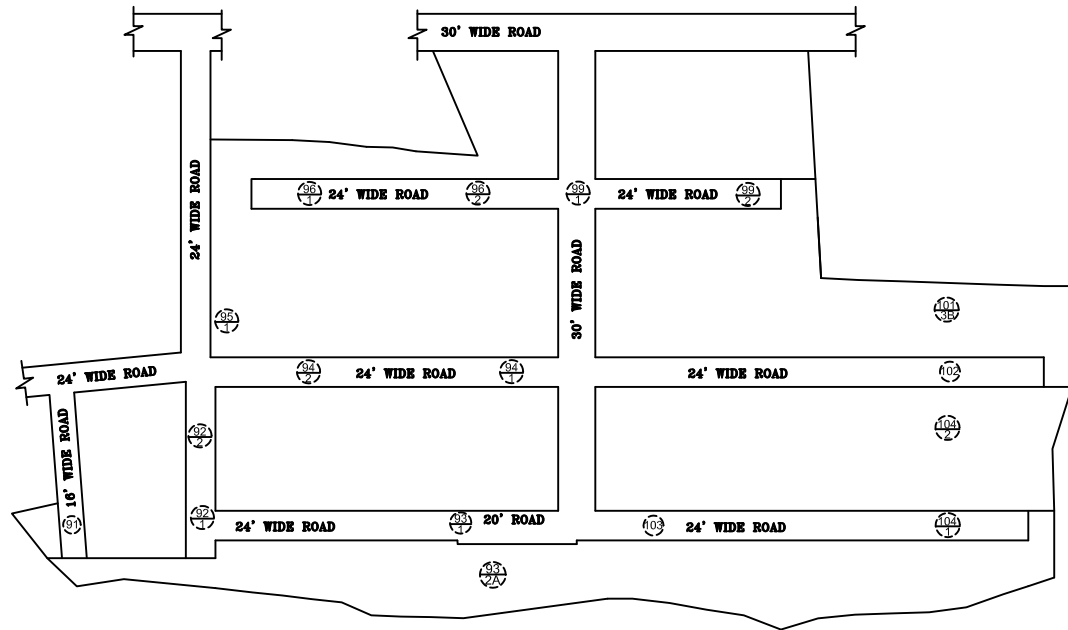 30' WIDE ROAD
24' WIDE ROAD
96
1
24' WIDE ROAD
96
2
99
1
24' WIDE ROAD
99
2
30' WIDE ROAD
95
1
101
3B
24' WIDE ROAD
94
2
24' WIDE ROAD
94
1
24' WIDE ROAD
102
16' WIDE ROAD
92
2
104
2
91
92
1
24' WIDE ROAD
93
1
20' ROAD
103
24' WIDE ROAD
104
1
93
2A